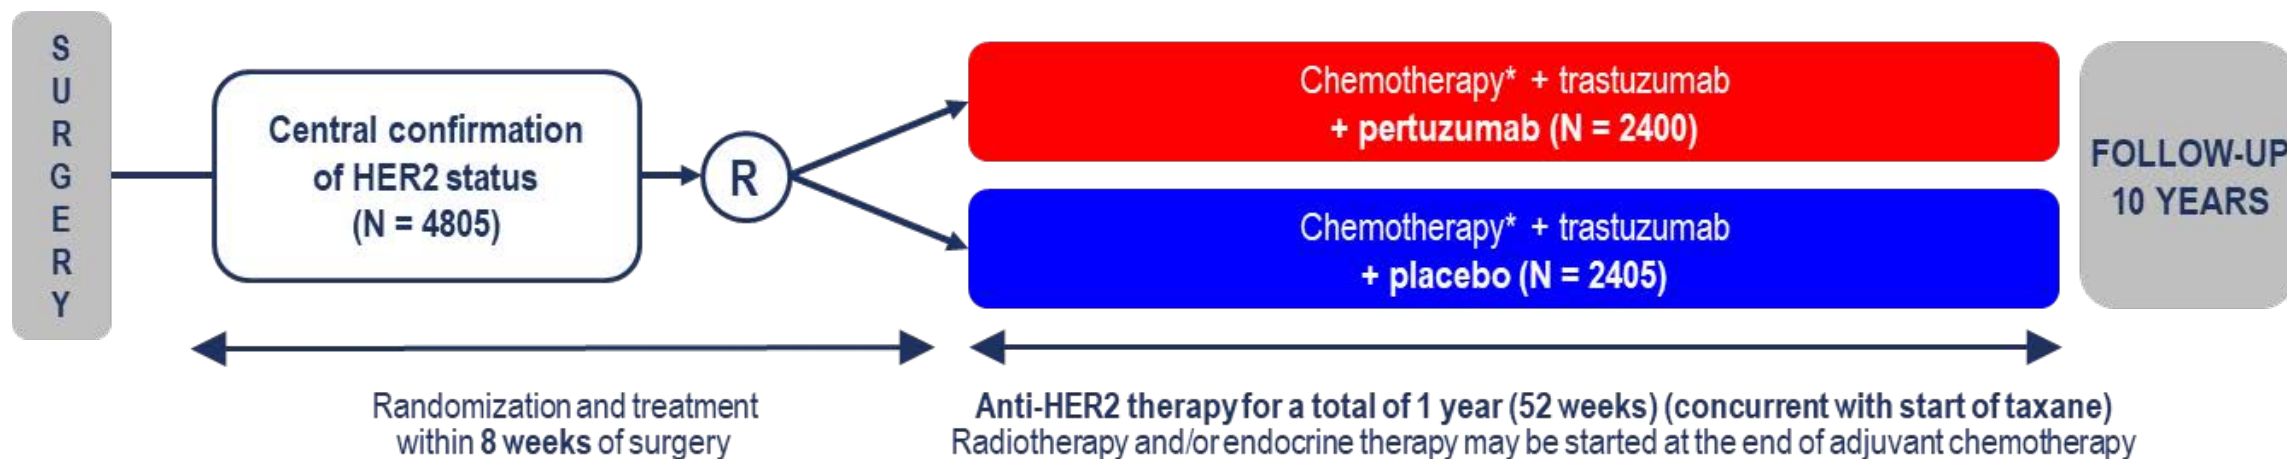 SURGERY
Central confirmation
of HER2 status
(N = 4805)
R
Chemotherapy* + trastuzumab
+ pertuzumab (N = 2400)
Chemotherapy* + trastuzumab
+ placebo (N = 2405)
FOLLOW-UP
10 YEARS
Randomization and treatment
within 8 weeks of surgery
Anti-HER2 therapy for a total of 1 year (52 weeks) (concurrent with start of taxane)
Radiotherapy and/or endocrine therapy may be started at the end of adjuvant chemotherapy